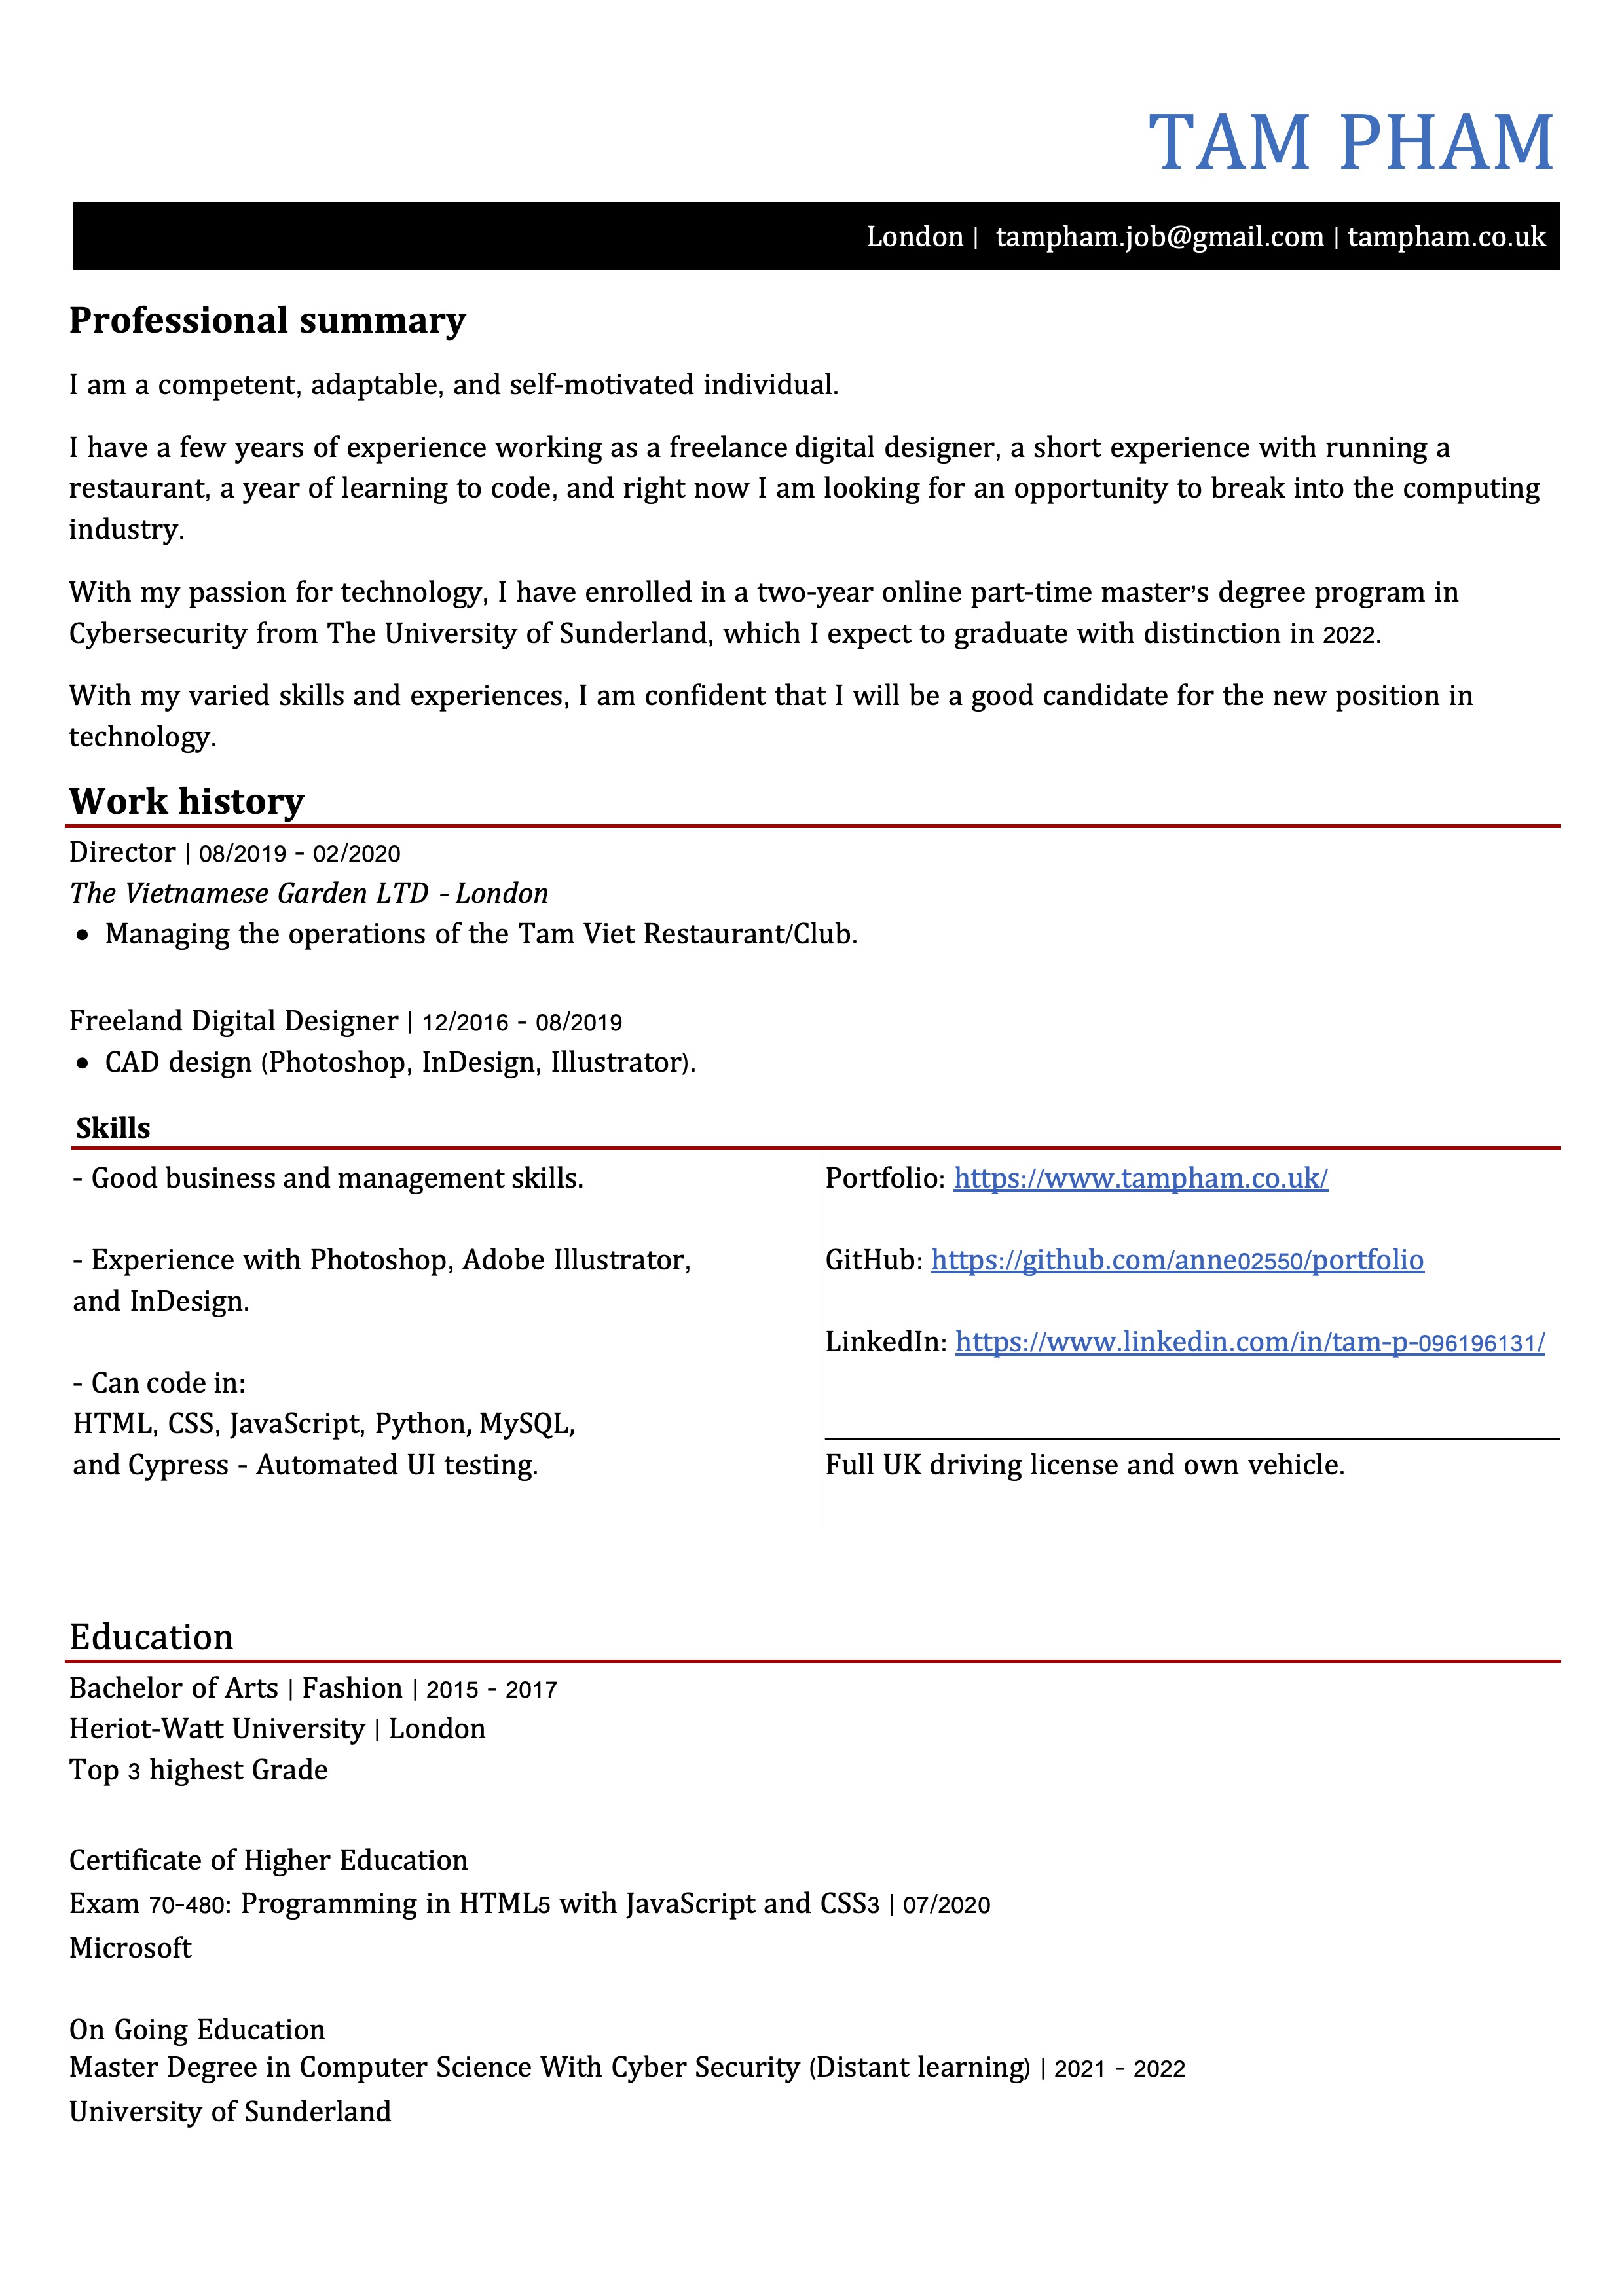 TAM PHAM
London | tampham.job@gmail.com | tampham.co.uk
Professional summary
I am a competent, adaptable, and self-motivated individual.
I have a few years of experience working as a freelance digital designer, a short experience with running a
restaurant, a year of learning to code, and right now I am looking for an opportunity to break into the computing
industry.
With my passion for technology, I have enrolled in a two-year online part-time master's degree program in
Cybersecurity from The University of Sunderland, which I expect to graduate with distinction in 2022.
With my varied skills and experiences, I am confident that I will be a good candidate for the new position in
technology.
Work history
Director | 08/2019 - 02/2020
The Vietnamese Garden LTD - London
• Managing the operations of the Tam Viet Restaurant/Club.
Freeland Digital Designer | 12/2016 - 08/2019
• CAD design (Photoshop, InDesign, Illustrator).
Skills
- Good business and management skills.
- Experience with Photoshop, Adobe Illustrator,
and InDesign.
- Can code in:
HTML, CSS, JavaScript, Python, MySQL,
and Cypress - Automated UI testing.
Portfolio: https://www.tampham.co.uk/
GitHub: https://github.com/anne02550/portfolio
LinkedIn: https://www.linkedin.com/in/tam-p-096196131/
Full UK driving license and own vehicle.
Education
Bachelor of Arts | Fashion | 2015 - 2017
Heriot-Watt University | London
Top 3 highest Grade
Certificate of Higher Education
Exam 70-480: Programming in HTML5 with JavaScript and CSS3 | 07/2020
Microsoft
On Going Education
Master Degree in Computer Science With Cyber Security (Distant learning) | 2021 - 2022
University of Sunderland